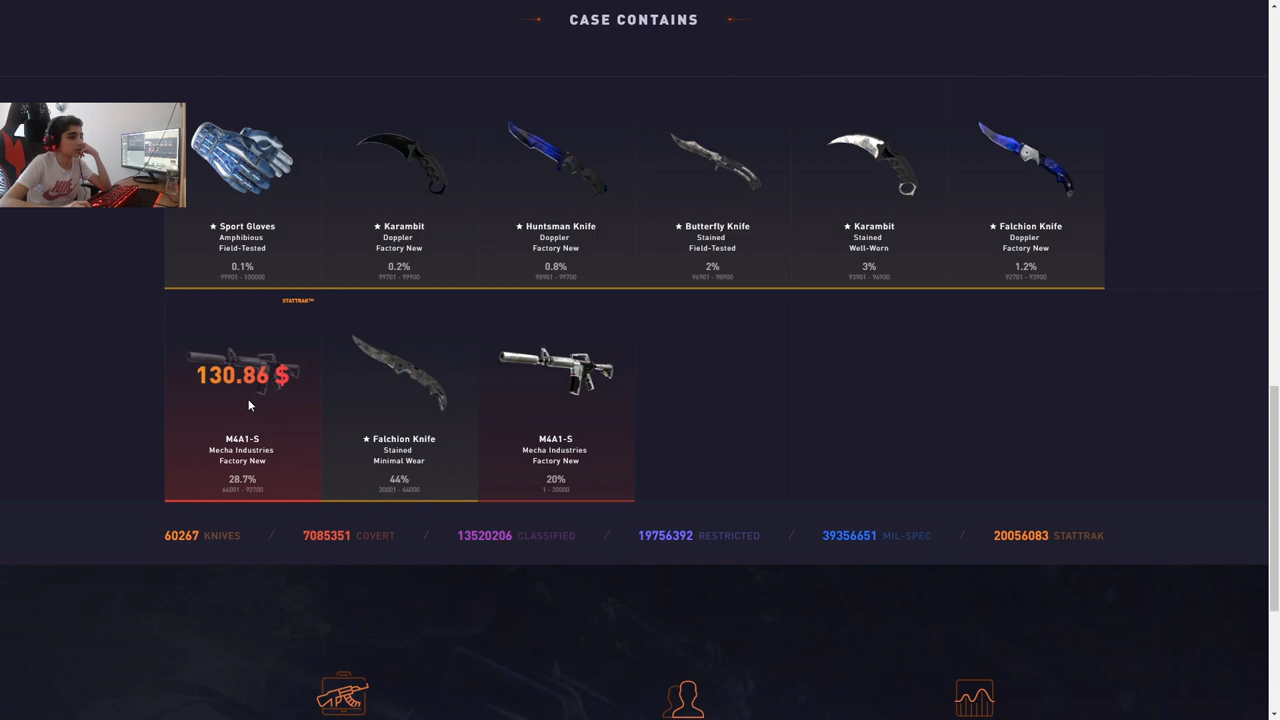 CASE CONTAINS
★ Sport Gloves
Amphibious
Field-Tested
0.1%
99901 - 100000
★ Karambit
Doppler
Factory New
0.2%
99701 - 99900
★ Huntsman Knife
Doppler
Factory New
0.8%
98901 - 99700
★ Butterfly Knife
Stained
Field-Tested
2%
96901 - 98900
★ Karambit
Stained
Well-Worn
3%
93901 - 96900
★ Falchion Knife
Doppler
Factory New
1.2%
92701 - 93900
STATTRAK™
130.86 $
M4A1-S
Mecha Industries
Factory New
28.7%
64001 - 92700
★ Falchion Knife
Stained
Minimal Wear
44%
20001 - 64000
M4A1-S
Mecha Industries
Factory New
20%
1 - 20000
60267 KNIVES / 7085351 COVERT / 13520206 CLASSIFIED / 19756392 RESTRICTED / 39356651 MIL-SPEC / 20056083 STATTRAK